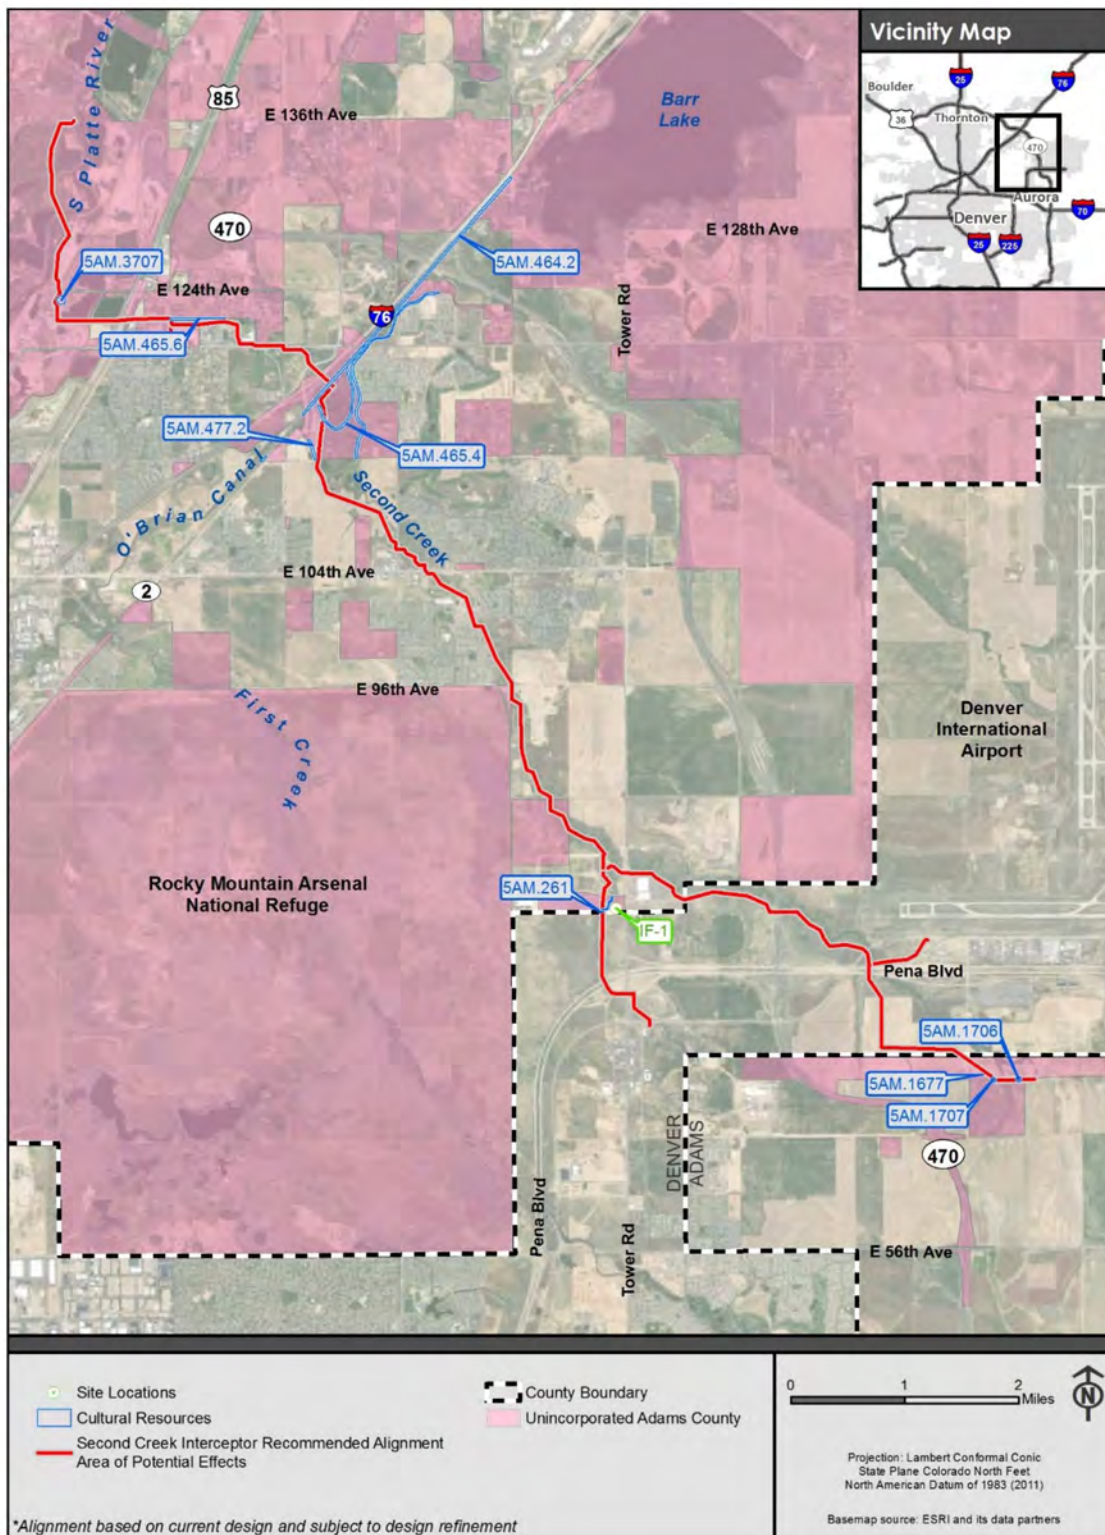 Vicinity Map
Boulder
25
76
36
Thornton
470
Aurora
Denver
70
25
225
S Platte River
85
E 136th Ave
Barr
Lake
470
E 128th Ave
5AM.3707
5AM.464.2
E 124th Ave
76
Tower Rd
5AM.465.6
5AM.477.2
5AM.465.4
O'Brian Canal
Second Creek
E 104th Ave
2
E 96th Ave
First Creek
Denver
International
Airport
Rocky Mountain Arsenal
National Refuge
5AM.261
IF-1
Pena Blvd
5AM.1706
5AM.1677
5AM.1707
DENVER
ADAMS
470
Pena Blvd
Tower Rd
E 56th Ave
Site Locations
Cultural Resources
Second Creek Interceptor Recommended Alignment
Area of Potential Effects
County Boundary
Unincorporated Adams County
0 1 2
Miles
N
Projection: Lambert Conformal Conic
State Plane Colorado North Feet
North American Datum of 1983 (2011)
Basemap source: ESRI and its data partners
*Alignment based on current design and subject to design refinement